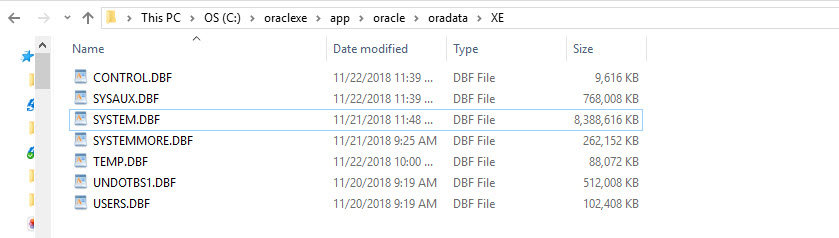 This PC > OS (C:) > oraclexe > app > oracle > oradata > XE
Name Date modified Type Size
CONTROL.DBF 11/22/2018 11:39 ... DBF File 9,616 KB
SYSAUX.DBF 11/22/2018 11:39 ... DBF File 768,008 KB
SYSTEM.DBF 11/21/2018 11:48 ... DBF File 8,388,616 KB
SYSTEMMORE.DBF 11/21/2018 9:25 AM DBF File 262,152 KB
TEMP.DBF 11/22/2018 10:00 ... DBF File 88,072 KB
UNDOTBS1.DBF 11/20/2018 9:19 AM DBF File 512,008 KB
USERS.DBF 11/20/2018 9:19 AM DBF File 102,408 KB